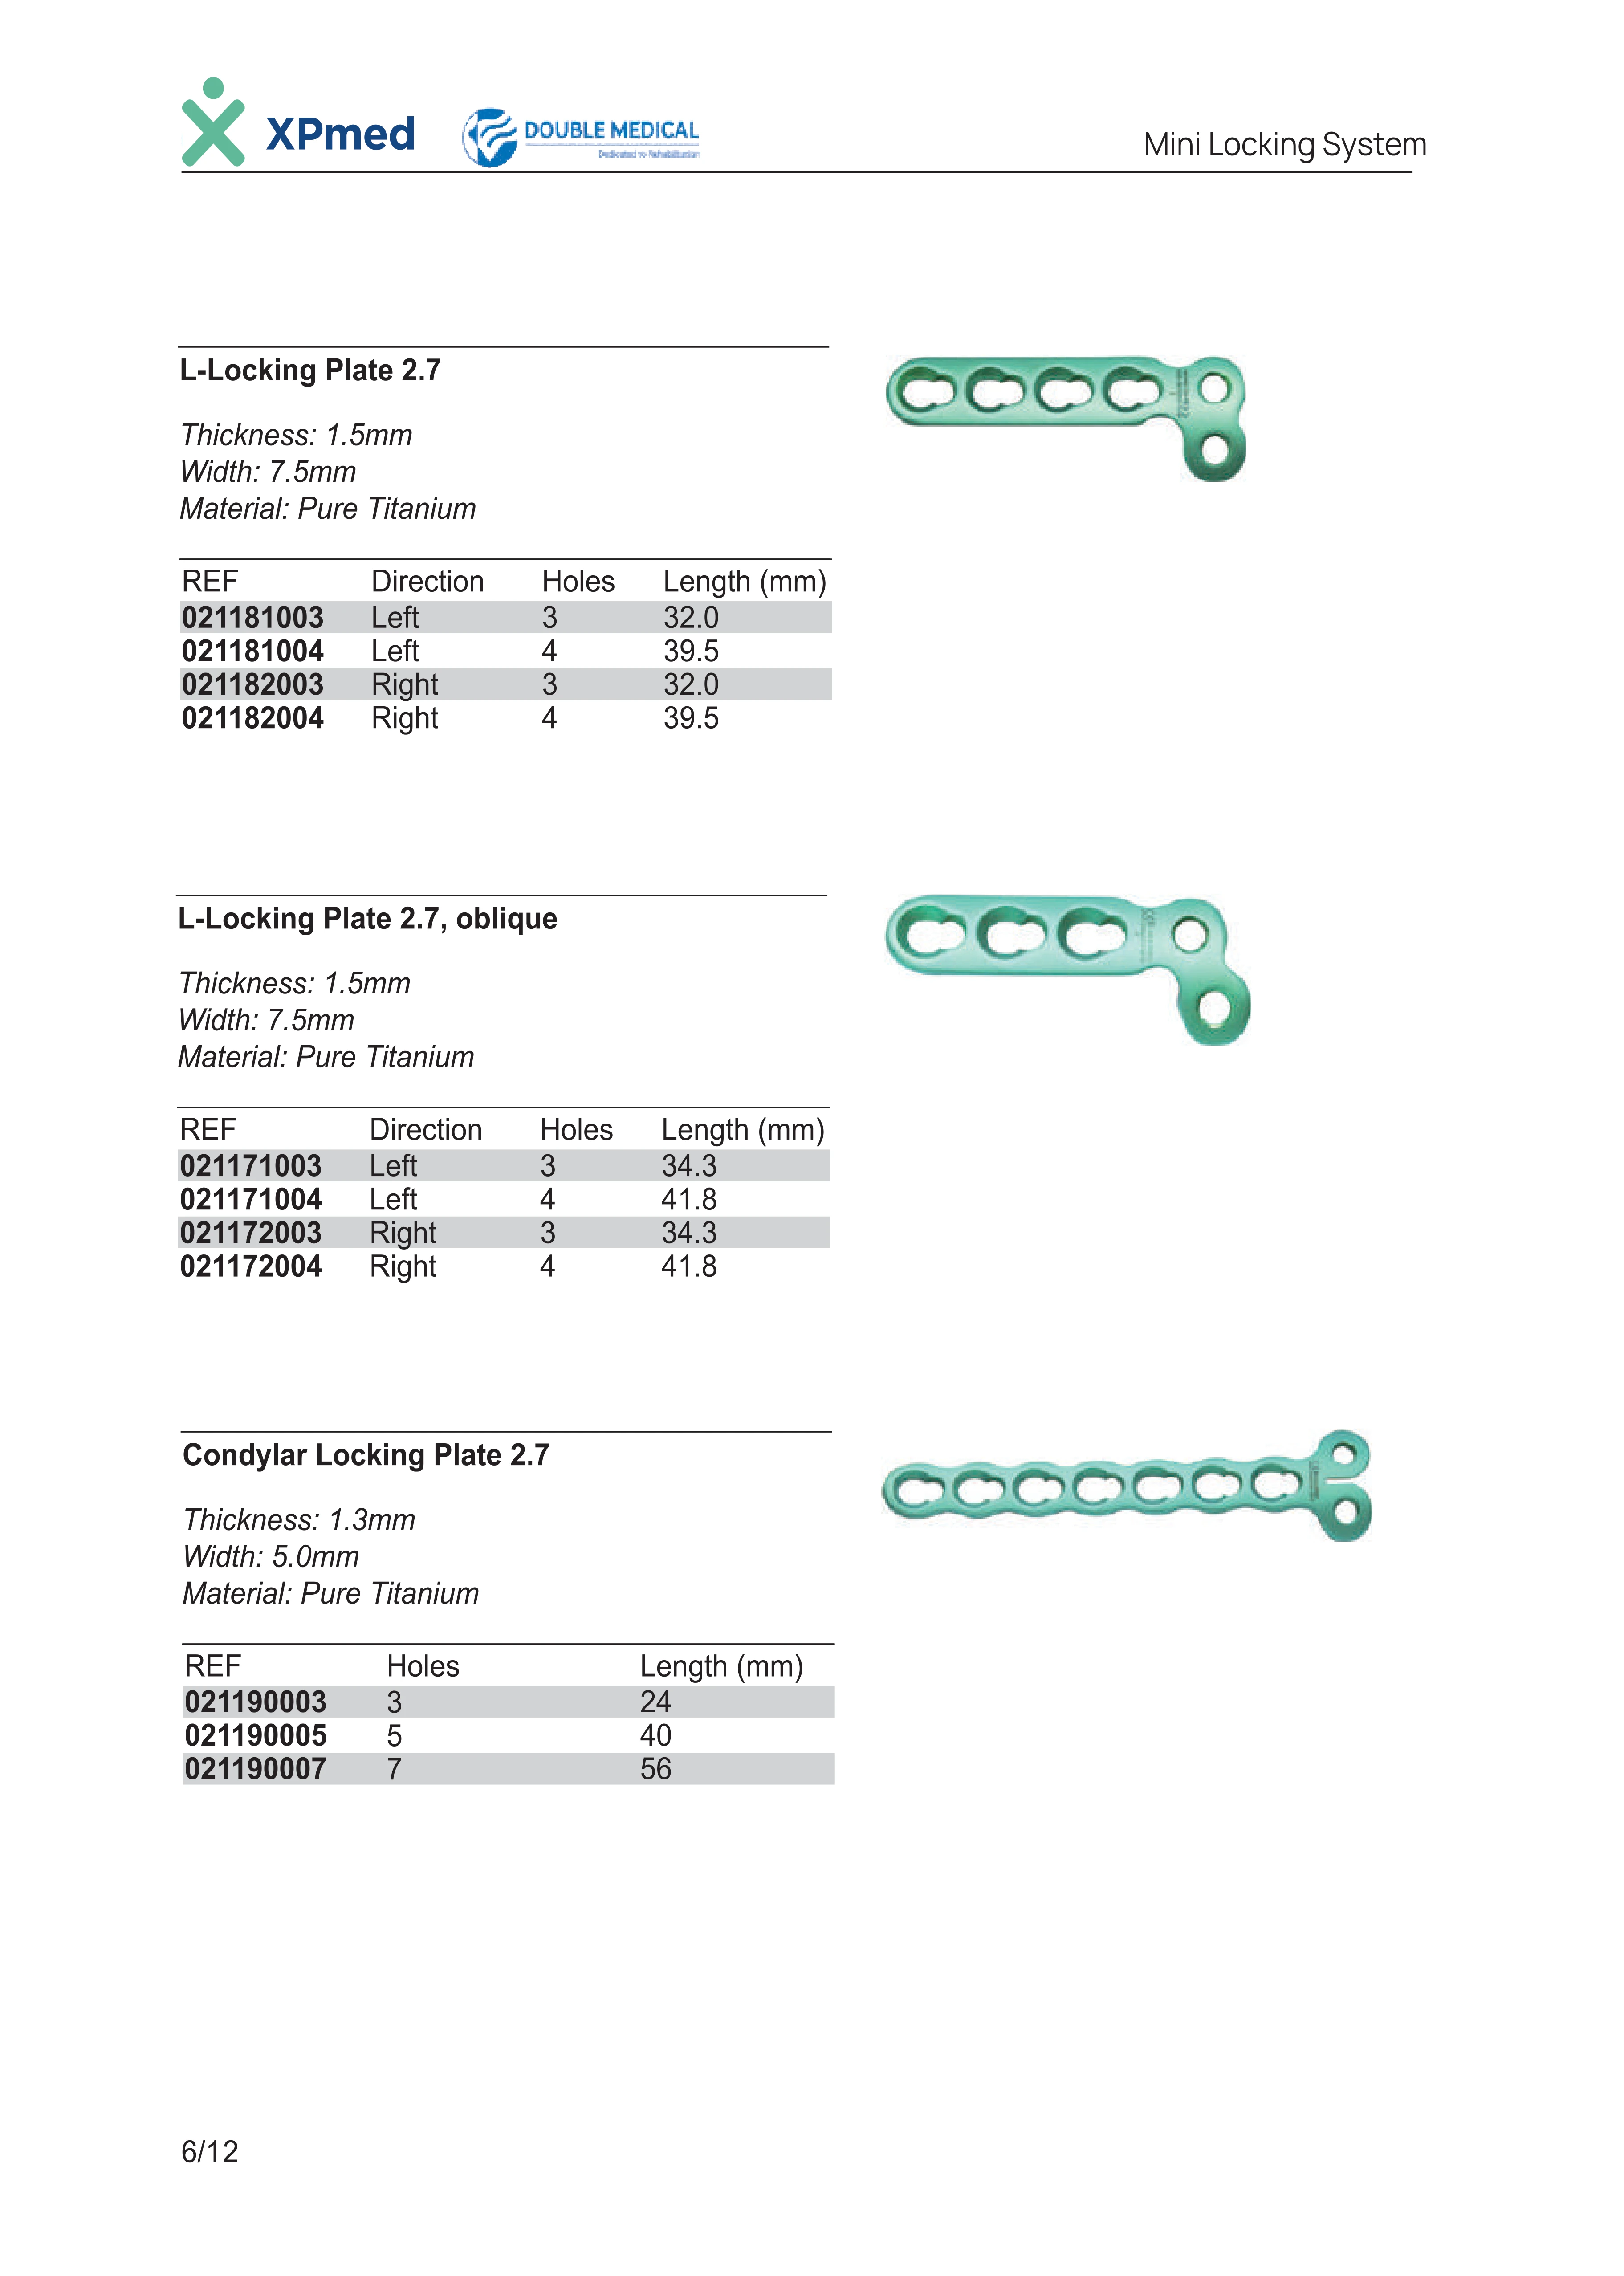 XPmed
DOUBLE MEDICAL
Dedicated to Rehabilitation
Mini Locking System
L-Locking Plate 2.7
Thickness: 1.5mm
Width: 7.5mm
Material: Pure Titanium
REF Direction Holes Length (mm)
021181003 Left 3 32.0
021181004 Left 4 39.5
021182003 Right 3 32.0
021182004 Right 4 39.5
L-Locking Plate 2.7, oblique
Thickness: 1.5mm
Width: 7.5mm
Material: Pure Titanium
REF Direction Holes Length (mm)
021171003 Left 3 34.3
021171004 Left 4 41.8
021172003 Right 3 34.3
021172004 Right 4 41.8
Condylar Locking Plate 2.7
Thickness: 1.3mm
Width: 5.0mm
Material: Pure Titanium
REF Holes Length (mm)
021190003 3 24
021190005 5 40
021190007 7 56
6/12